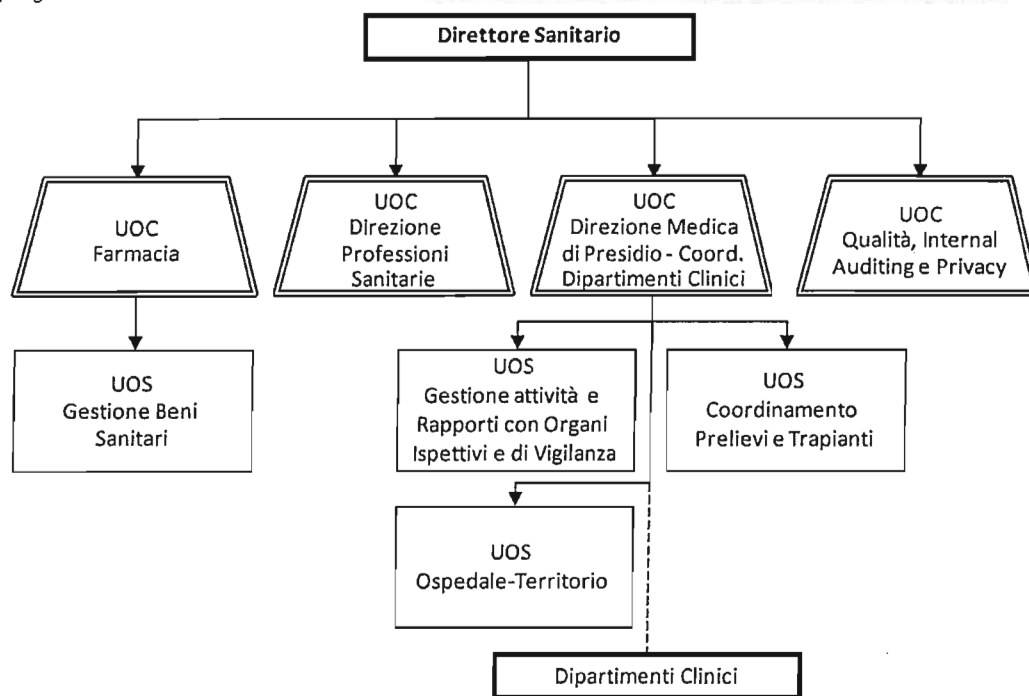 Direttore Sanitario
UOC
Farmacia
UOC
Direzione
Professioni
Sanitarie
UOC
Direzione Medica
di Presidio - Coord.
Dipartimenti Clinici
UOC
Qualità, Internal
Auditing e Privacy
UOS
Gestione Beni
Sanitari
UOS
Gestione attività e
Rapporti con Organi
Ispettivi e di Vigilanza
UOS
Coordinamento
Prelievi e Trapianti
UOS
Ospedale-Territorio
Dipartimenti Clinici